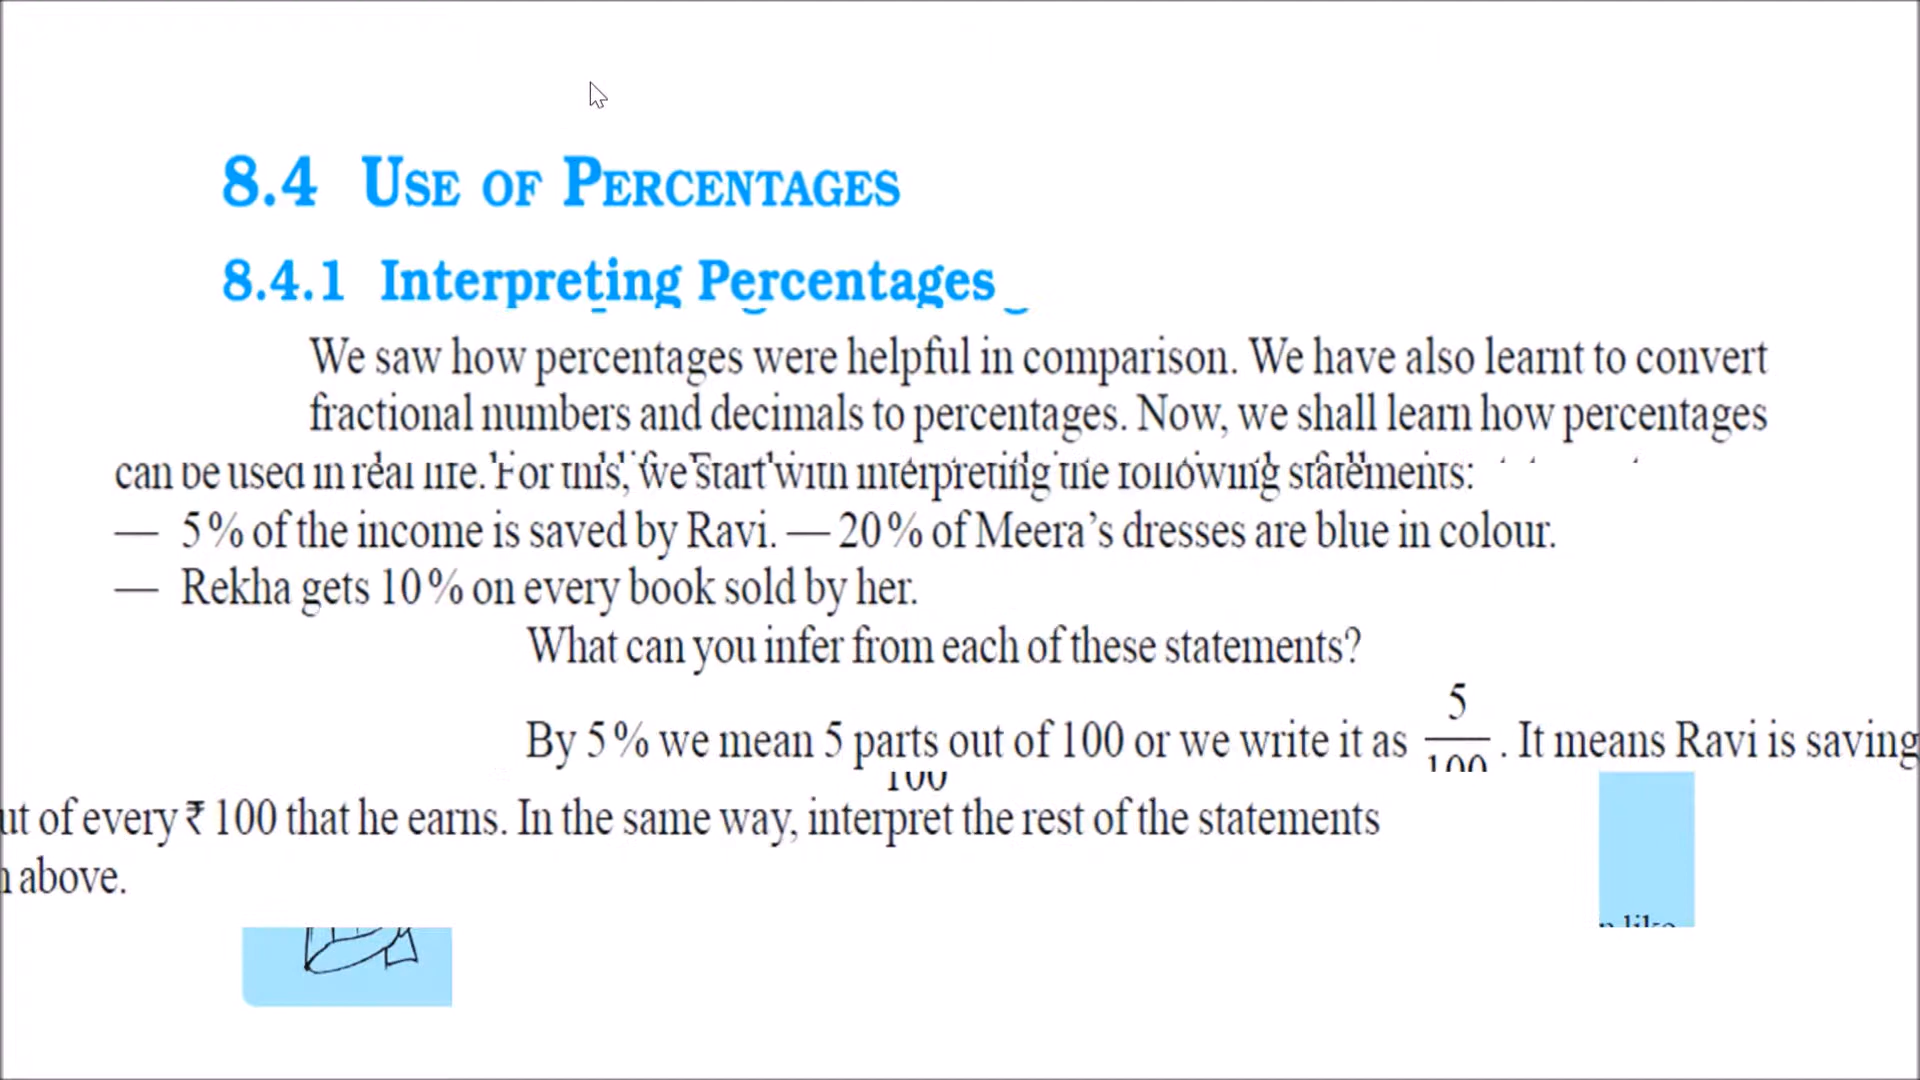 8.4 USE OF PERCENTAGES
8.4.1 Interpreting Percentages
We saw how percentages were helpful in comparison. We have also learnt to convert
fractional numbers and decimals to percentages. Now, we shall learn how percentages
can be used in real life. For this, we start with interpreting the following statements:
— 5% of the income is saved by Ravi. — 20% of Meera's dresses are blue in colour.
— Rekha gets 10% on every book sold by her.
What can you infer from each of these statements?
By 5% we mean 5 parts out of 100 or we write it as 5/100. It means Ravi is saving
100
ut of every ₹ 100 that he earns. In the same way, interpret the rest of the statements
above.
like